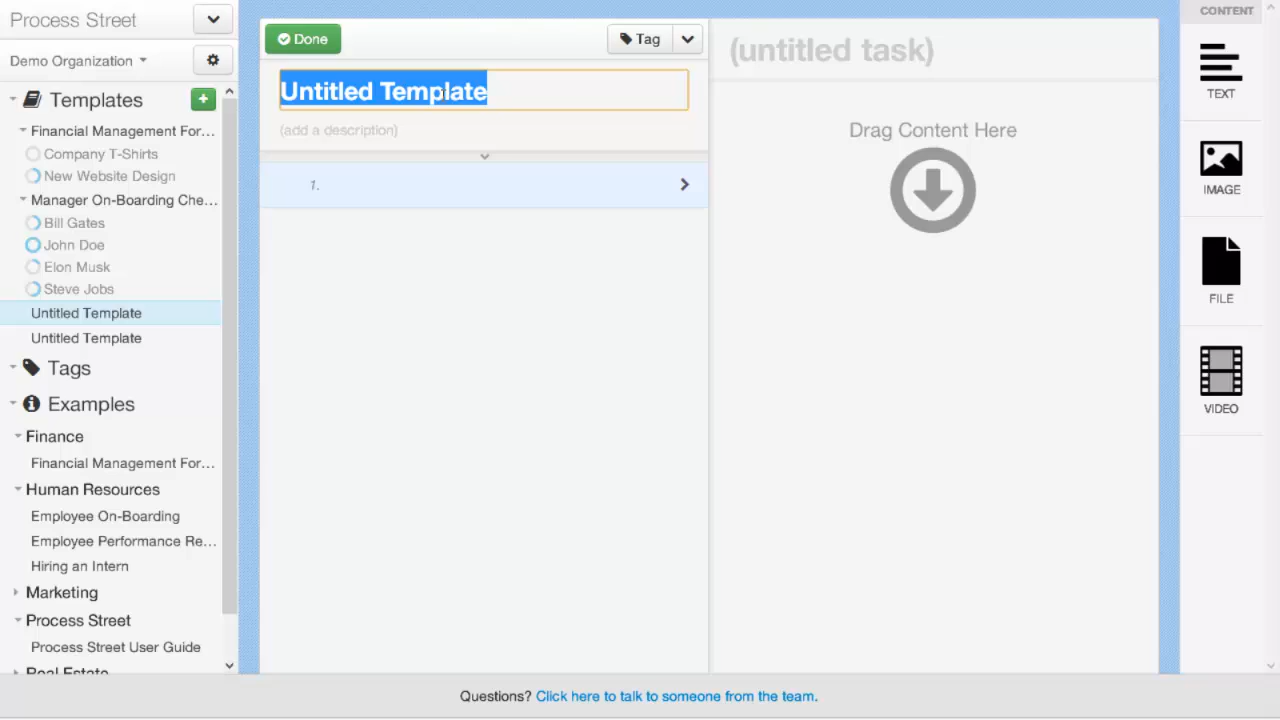 Process Street
Demo Organization
Templates
Financial Management For...
Company T-Shirts
New Website Design
Manager On-Boarding Che...
Bill Gates
John Doe
Elon Musk
Steve Jobs
Untitled Template
Untitled Template
Tags
Examples
Finance
Financial Management For...
Human Resources
Employee On-Boarding
Employee Performance Re...
Hiring an Intern
Marketing
Process Street
Process Street User Guide
Real Estate
Done
Tag
Untitled Template
(add a description)
1.
(untitled task)
Drag Content Here
CONTENT
TEXT
IMAGE
FILE
VIDEO
Questions? Click here to talk to someone from the team.